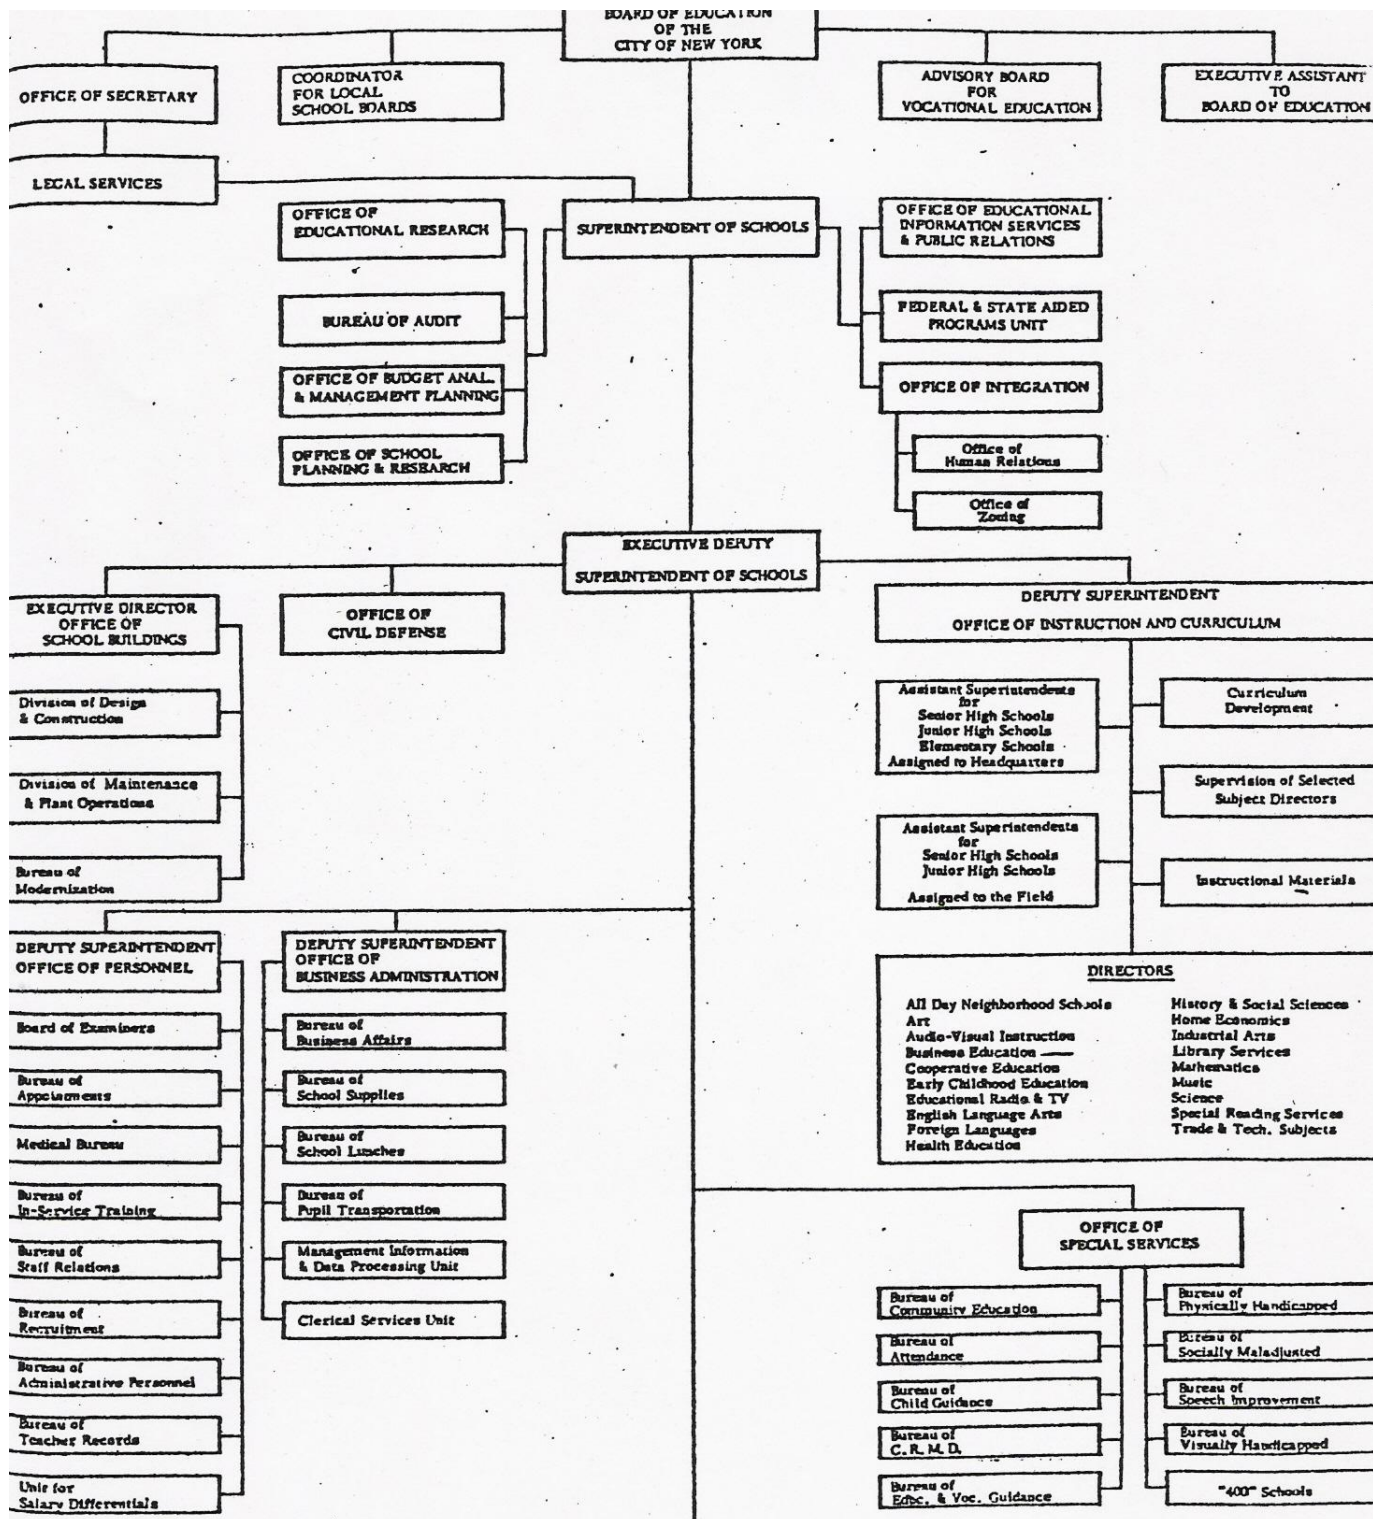 BOARD OF EDUCATION
OF THE
CITY OF NEW YORK
OFFICE OF SECRETARY
COORDINATOR
FOR LOCAL
SCHOOL BOARDS
ADVISORY BOARD
FOR
VOCATIONAL EDUCATION
EXECUTIVE ASSISTANT
TO
BOARD OF EDUCATION
LEGAL SERVICES
OFFICE OF
EDUCATIONAL RESEARCH
SUPERINTENDENT OF SCHOOLS
OFFICE OF EDUCATIONAL
INFORMATION SERVICES
& PUBLIC RELATIONS
BUREAU OF AUDIT
FEDERAL & STATE AIDED
PROGRAMS UNIT
OFFICE OF BUDGET ANAL.
& MANAGEMENT PLANNING
OFFICE OF INTEGRATION
OFFICE OF SCHOOL
PLANNING & RESEARCH
Office of
Human Relations
Office of
Zoning
EXECUTIVE DEPUTY
SUPERINTENDENT OF SCHOOLS
EXECUTIVE DIRECTOR
OFFICE OF
SCHOOL BUILDINGS
OFFICE OF
CIVIL DEFENSE
DEPUTY SUPERINTENDENT
OFFICE OF INSTRUCTION AND CURRICULUM
Division of Design
& Construction
Division of Maintenance
& Plant Operations
Bureau of
Modernization
Assistant Superintendents
for
Senior High Schools
Junior High Schools
Elementary Schools
Assigned to Headquarters
Curriculum
Development
Supervision of Selected
Subject Directors
Assistant Superintendents
for
Senior High Schools
Junior High Schools
Assigned to the Field
Instructional Materials
DEPUTY SUPERINTENDENT
OFFICE OF PERSONNEL
Board of Examiners
Bureau of
Appointments
Medical Bureau
Bureau of
In-Service Training
Bureau of
Staff Relations
Bureau of
Recruitment
Bureau of
Administrative Personnel
Bureau of
Teacher Records
Unit for
Salary Differentials
DEPUTY SUPERINTENDENT
OFFICE OF
BUSINESS ADMINISTRATION
Bureau of
Business Affairs
Bureau of
School Supplies
Bureau of
School Lunches
Bureau of
Pupil Transportation
Management Information
& Data Processing Unit
Clerical Services Unit
DIRECTORS
All Day Neighborhood Schools
Art
Audio-Visual Instruction
Business Education
Cooperative Education
Early Childhood Education
Educational Radio & TV
English Language Arts
Foreign Languages
Health Education
History & Social Sciences
Home Economics
Industrial Arts
Library Services
Mathematics
Music
Science
Special Reading Services
Trade & Tech. Subjects
OFFICE OF
SPECIAL SERVICES
Bureau of
Community Education
Bureau of
Attendance
Bureau of
Child Guidance
Bureau of
C. R. M. D.
Bureau of
Educ. & Voc. Guidance
Bureau of
Physically Handicapped
Bureau of
Socially Maladjusted
Bureau of
Speech Improvement
Bureau of
Visually Handicapped
"400" Schools